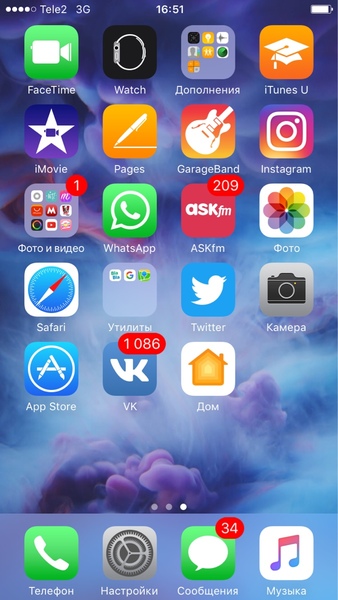 Tele2 3G 16:51
FaceTime Watch Дополнения iTunes U
iMovie Pages GarageBand Instagram
1 209
ASKfm
Фото и видео WhatsApp ASKfm Фото
Safari Утилиты Twitter Камера
1 086
App Store VK Дом
34
Телефон Настройки Сообщения Музыка